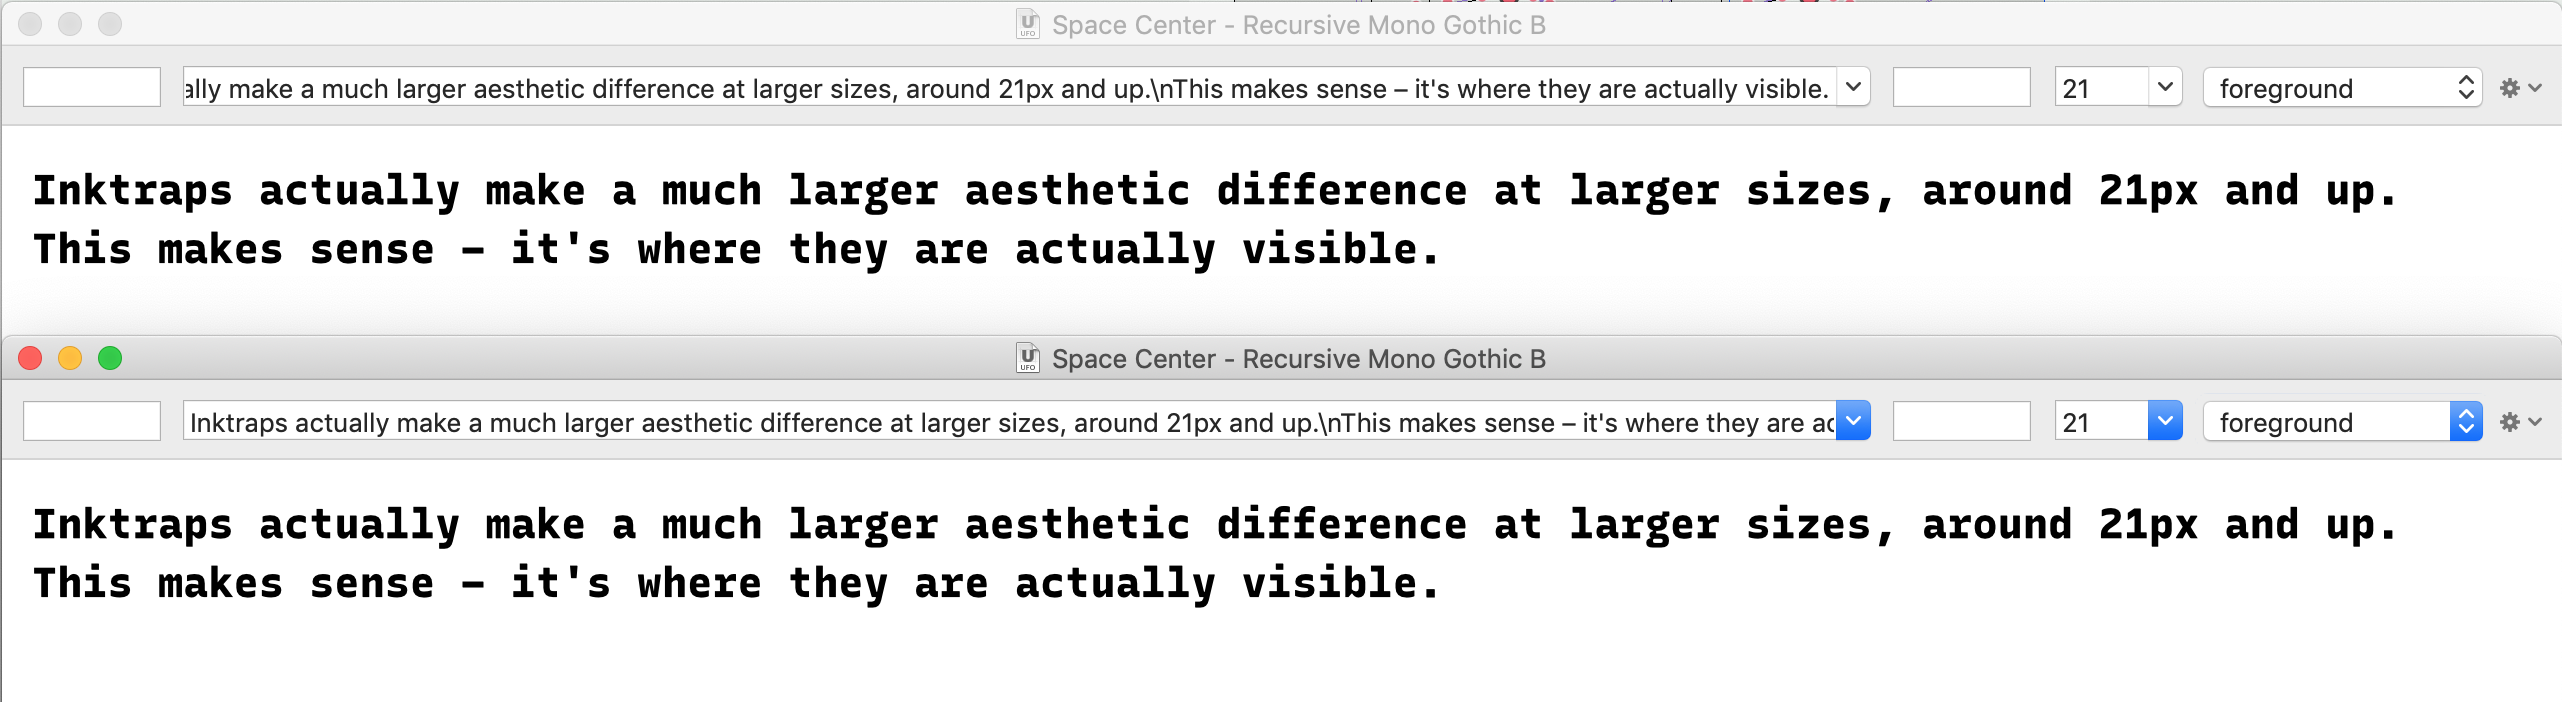 Space Center - Recursive Mono Gothic B
ally make a much larger aesthetic difference at larger sizes, around 21px and up.\nThis makes sense – it's where they are actually visible. 21 foreground
Inktraps actually make a much larger aesthetic difference at larger sizes, around 21px and up.
This makes sense – it's where they are actually visible.
Space Center - Recursive Mono Gothic B
Inktraps actually make a much larger aesthetic difference at larger sizes, around 21px and up.\nThis makes sense – it's where they are ac 21 foreground
Inktraps actually make a much larger aesthetic difference at larger sizes, around 21px and up.
This makes sense – it's where they are actually visible.